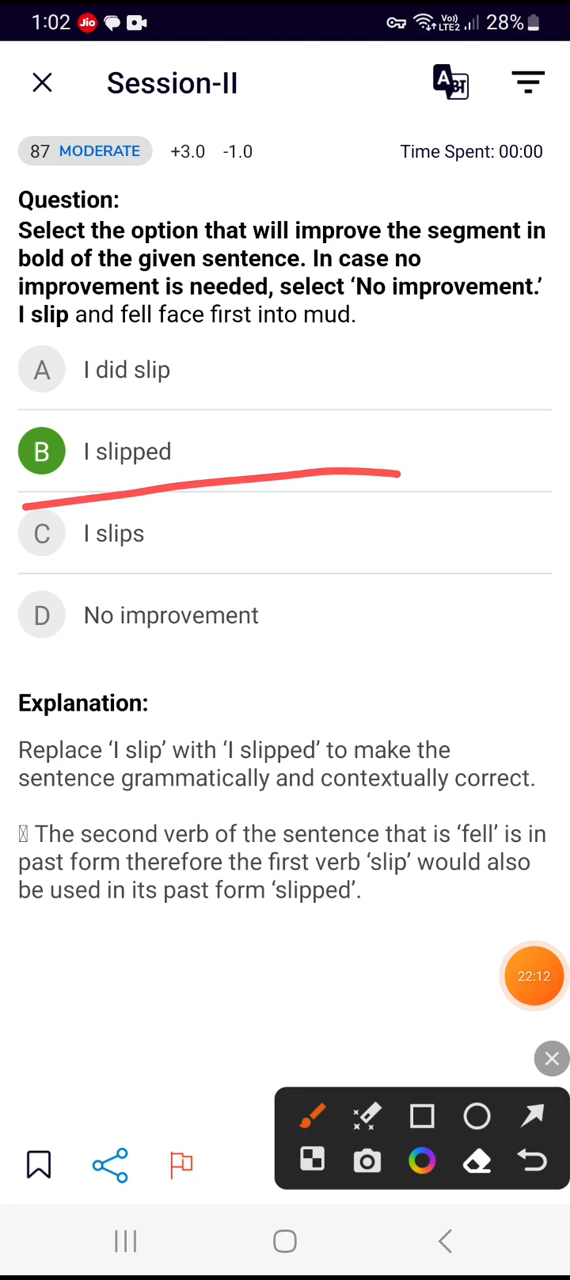 1:02 Jio Vo)) LTE2 28%
Session-II
87 MODERATE +3.0 -1.0 Time Spent: 00:00
Question:
Select the option that will improve the segment in
bold of the given sentence. In case no
improvement is needed, select ‘No improvement.’
I slip and fell face first into mud.
A I did slip
B I slipped
C I slips
D No improvement
Explanation:
Replace ‘I slip’ with ‘I slipped’ to make the
sentence grammatically and contextually correct.
The second verb of the sentence that is ‘fell’ is in
past form therefore the first verb ‘slip’ would also
be used in its past form ‘slipped’.
22:12